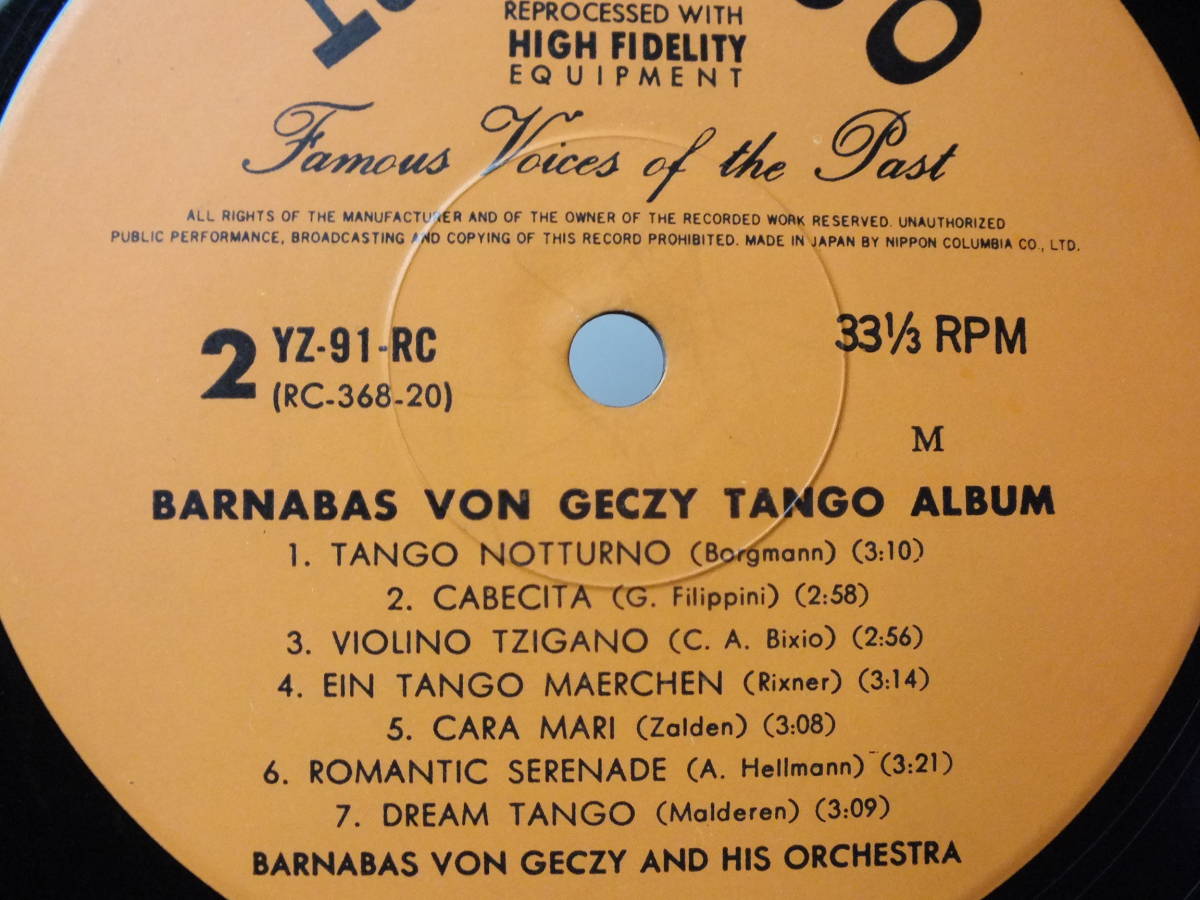 REPROCESSED WITH
HIGH FIDELITY
EQUIPMENT
Famous Voices of the Past
ALL RIGHTS OF THE MANUFACTURER AND OF THE OWNER OF THE RECORDED WORK RESERVED. UNAUTHORIZED
PUBLIC PERFORMANCE, BROADCASTING AND COPYING OF THIS RECORD PROHIBITED. MADE IN JAPAN BY NIPPON COLUMBIA CO., LTD.
2 YZ-91-RC
(RC-368-20)
33⅓ RPM
M
BARNABAS VON GECZY TANGO ALBUM
1. TANGO NOTTURNO (Borgmann) (3:10)
2. CABECITA (G. Filippini) (2:58)
3. VIOLINO TZIGANO (C. A. Bixio) (2:56)
4. EIN TANGO MAERCHEN (Rixner) (3:14)
5. CARA MARI (Zalden) (3:08)
6. ROMANTIC SERENADE (A. Hellmann) (3:21)
7. DREAM TANGO (Malderen) (3:09)
BARNABAS VON GECZY AND HIS ORCHESTRA